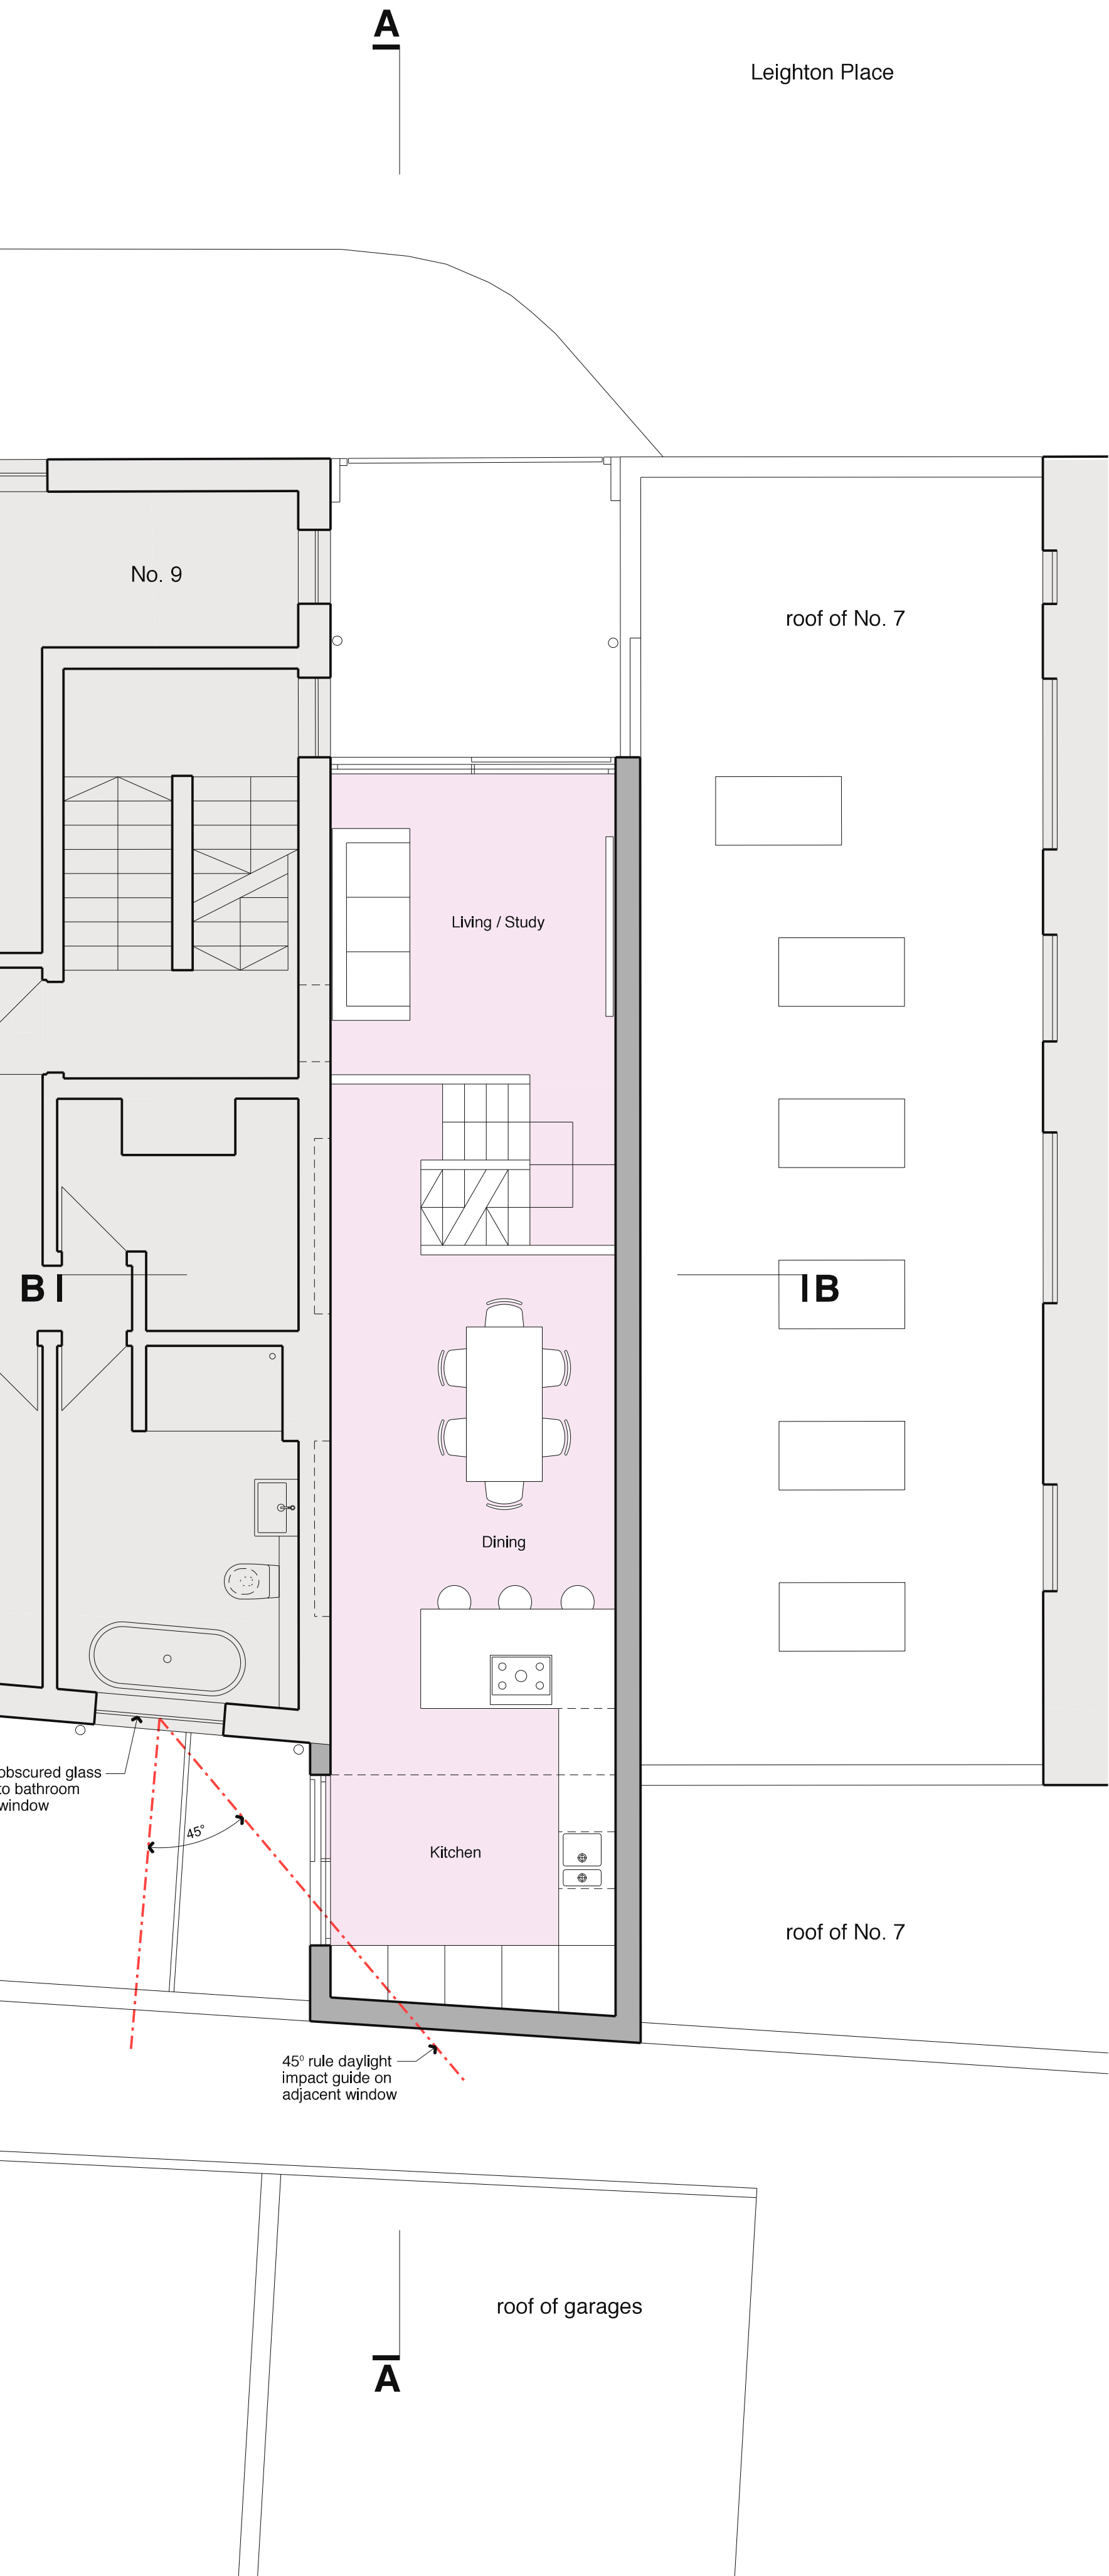 A
Leighton Place
No. 9
roof of No. 7
Living / Study
B
B
Dining
obscured glass
to bathroom
window
45°
Kitchen
roof of No. 7
45° rule daylight
impact guide on
adjacent window
roof of garages
A